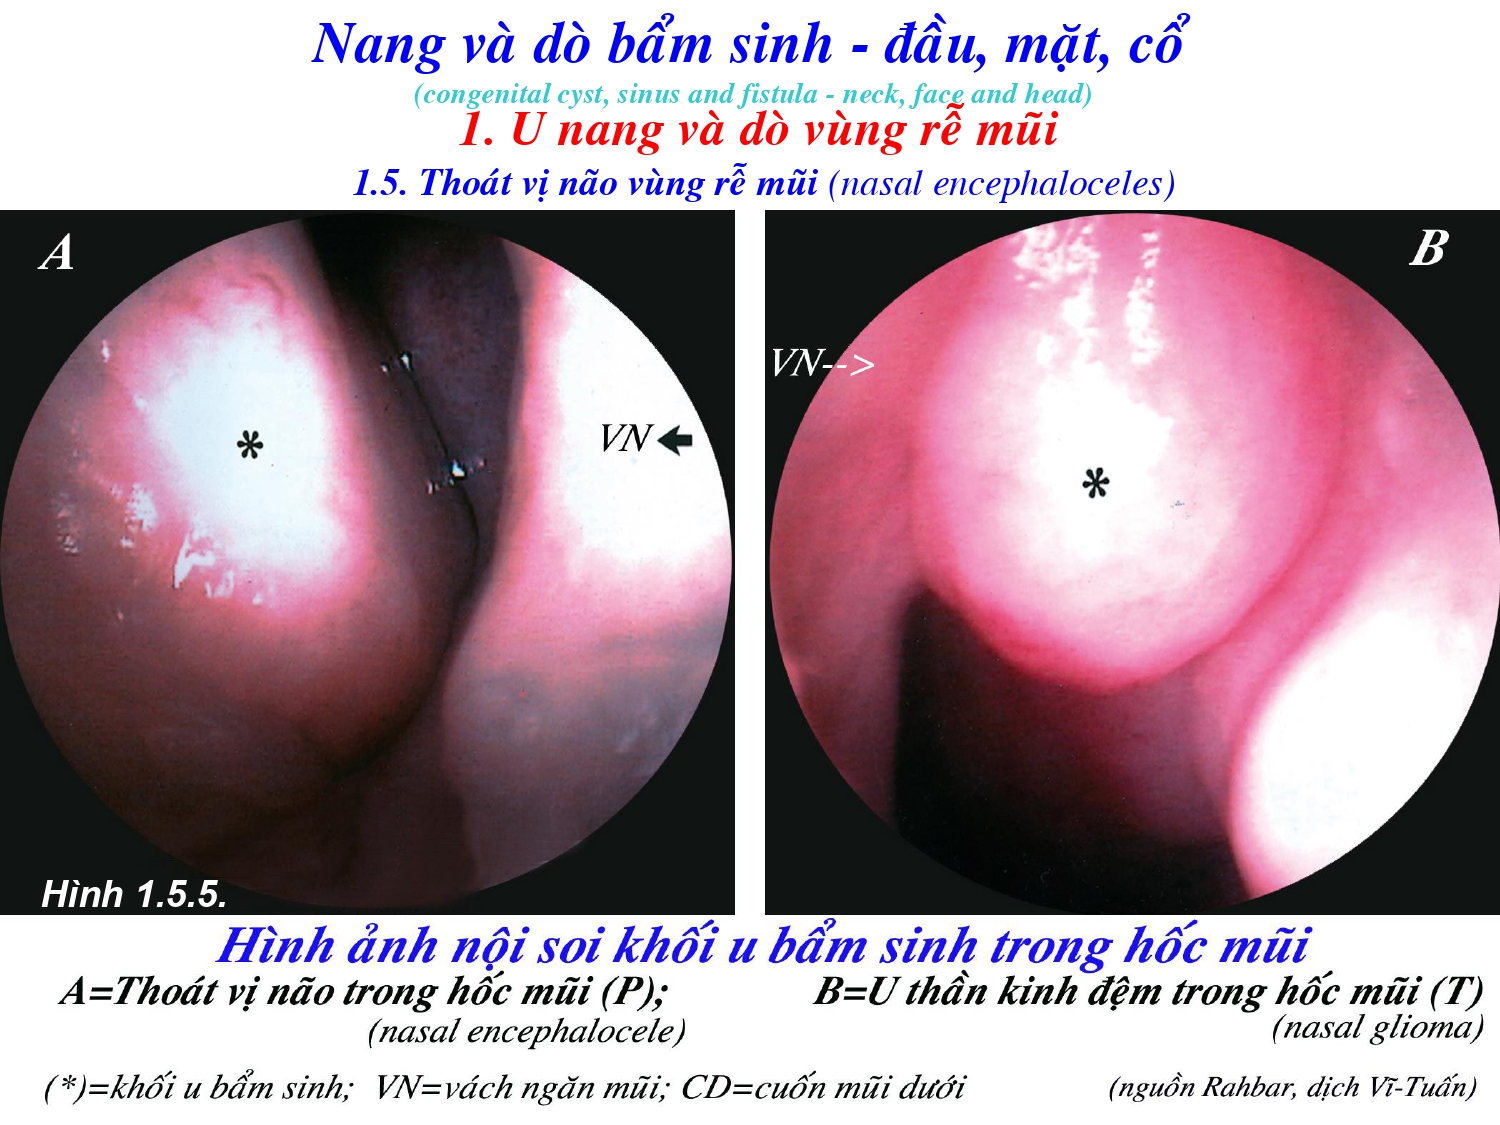 Nang và dò bẩm sinh - đầu, mặt, cổ
(congenital cyst, sinus and fistula - neck, face and head)
1. U nang và dò vùng rễ mũi
1.5. Thoát vị não vùng rễ mũi (nasal encephaloceles)
A
B
VN-->
*
VN
*
Hình 1.5.5.
Hình ảnh nội soi khối u bẩm sinh trong hốc mũi
A=Thoát vị não trong hốc mũi (P);
(nasal encephalocele)
B=U thần kinh đệm trong hốc mũi (T)
(nasal glioma)
(*)=khối u bẩm sinh; VN=vách ngăn mũi; CD=cuốn mũi dưới
(nguồn Rahbar, dịch Vĩ-Tuấn)